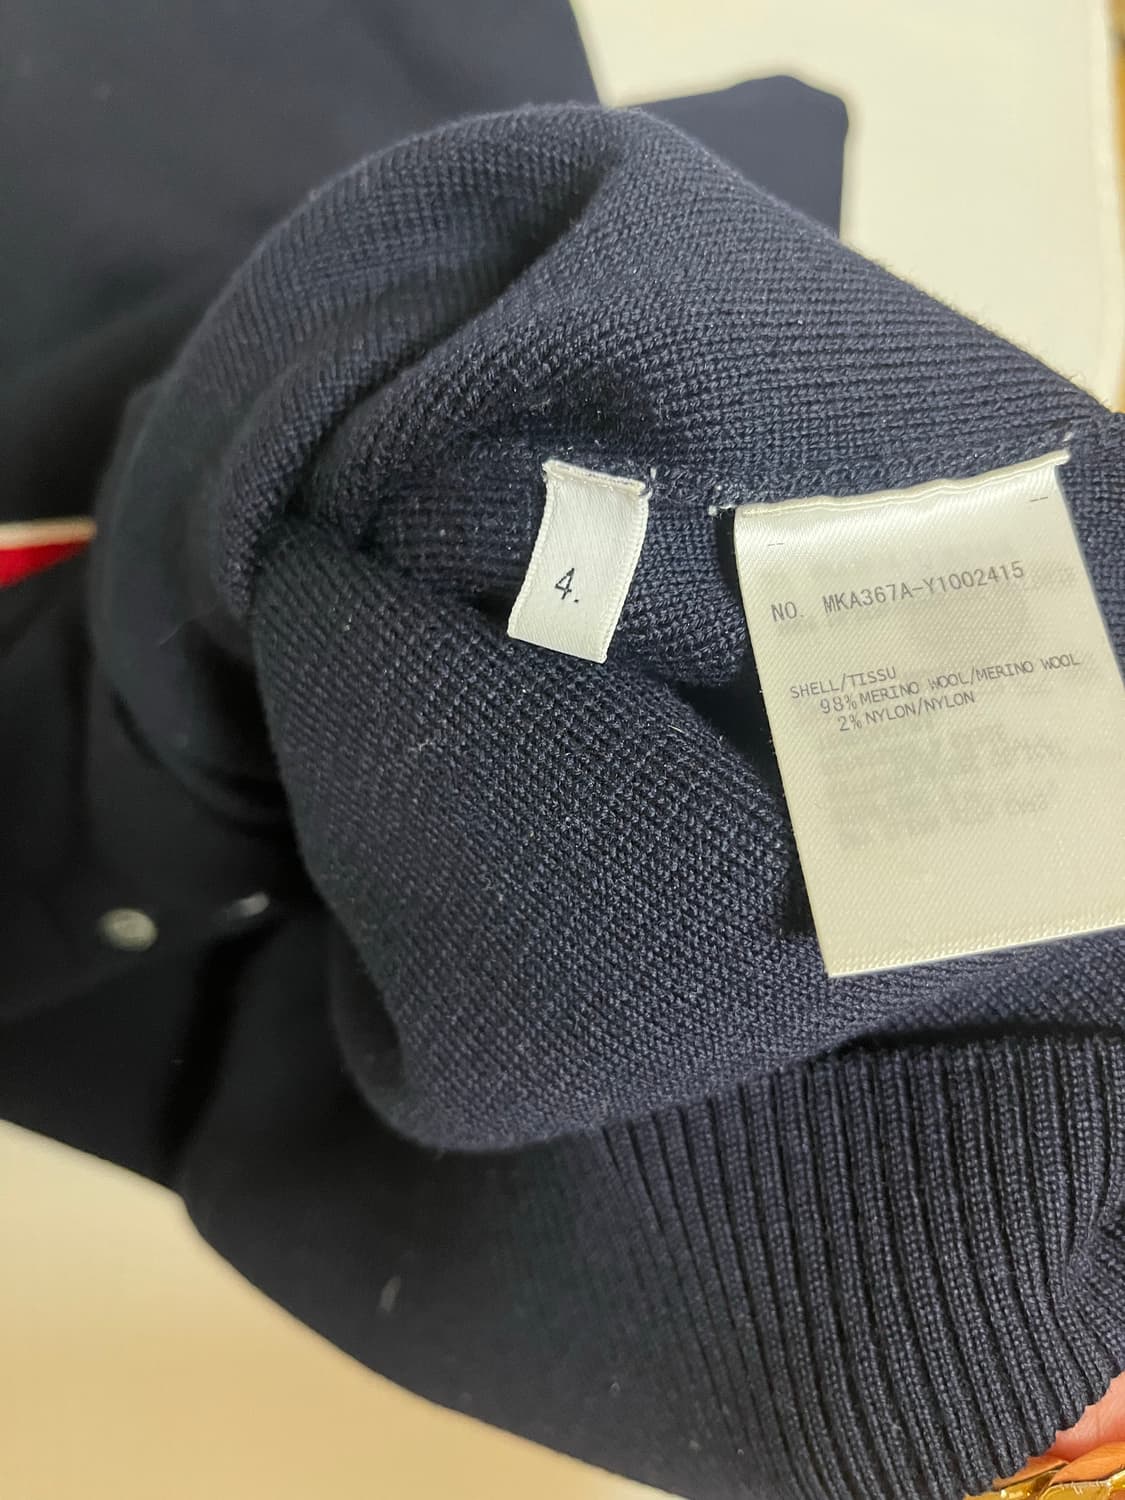 4.
NO. MKA367A-Y1002415
SHELL/TISSU
98% MERINO WOOL/MERINO WOOL
2% NYLON/NYLON